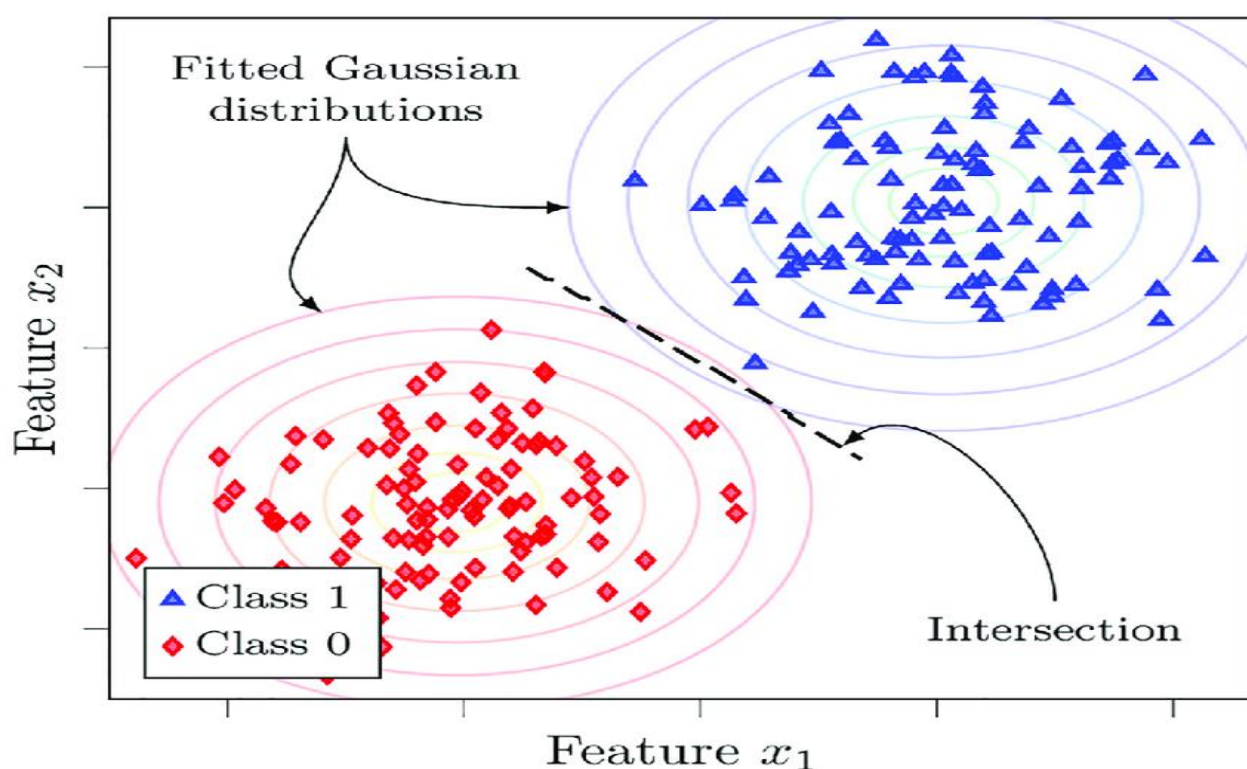 Fitted Gaussian
distributions
Feature x₂
Class 1
Class 0
Intersection
Feature x₁